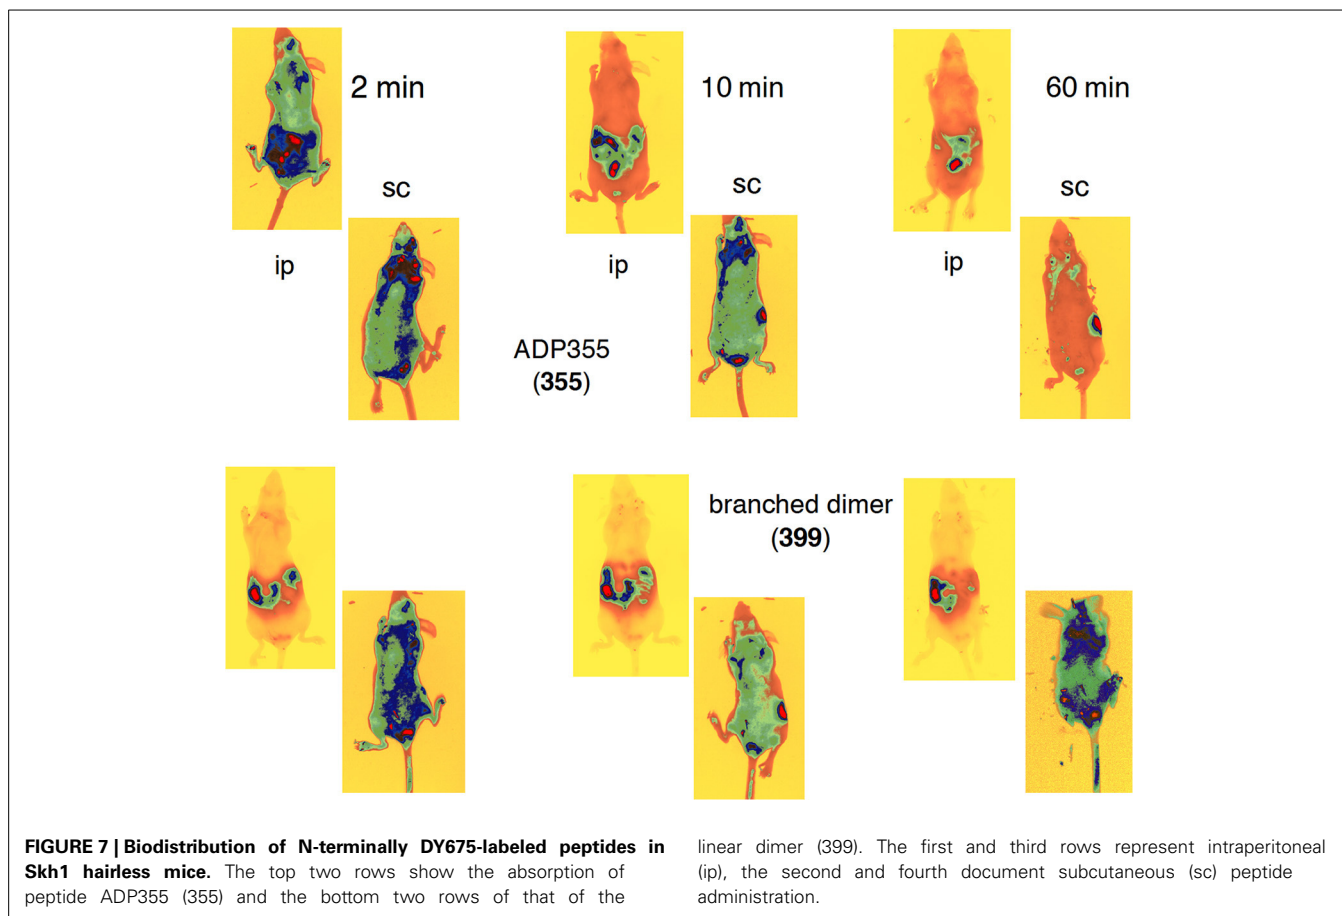 2 min
10 min
60 min
sc
sc
sc
ip
ip
ip
ADP355
(355)
branched dimer
(399)
FIGURE 7 | Biodistribution of N-terminally DY675-labeled peptides in
Skh1 hairless mice. The top two rows show the absorption of
peptide ADP355 (355) and the bottom two rows of that of the
linear dimer (399). The first and third rows represent intraperitoneal
(ip), the second and fourth document subcutaneous (sc) peptide
administration.